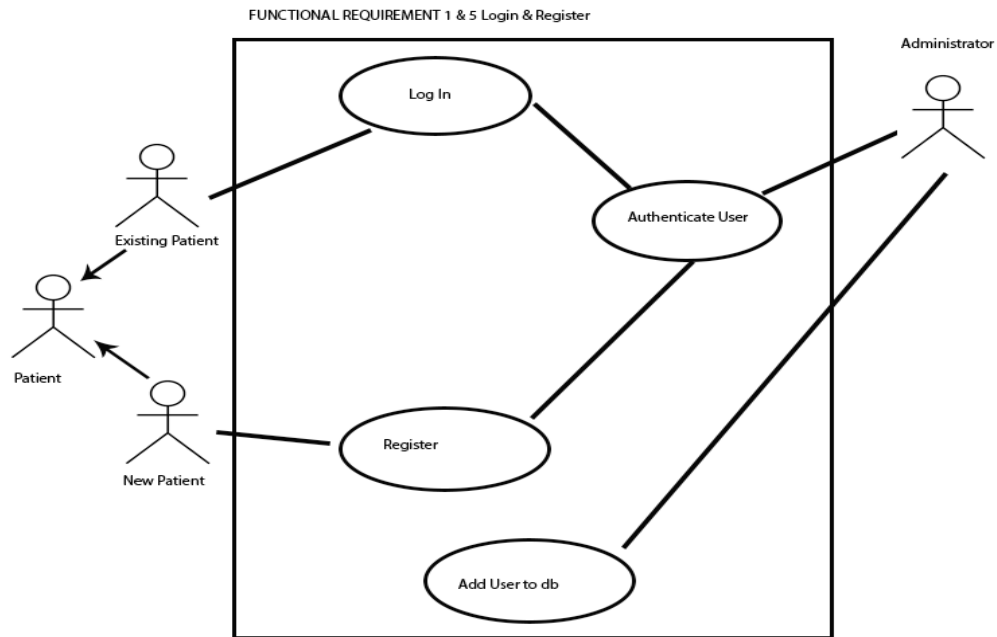 FUNCTIONAL REQUIREMENT 1 & 5 Login & Register
Administrator
Log In
Authenticate User
Existing Patient
Patient
Register
New Patient
Add User to db